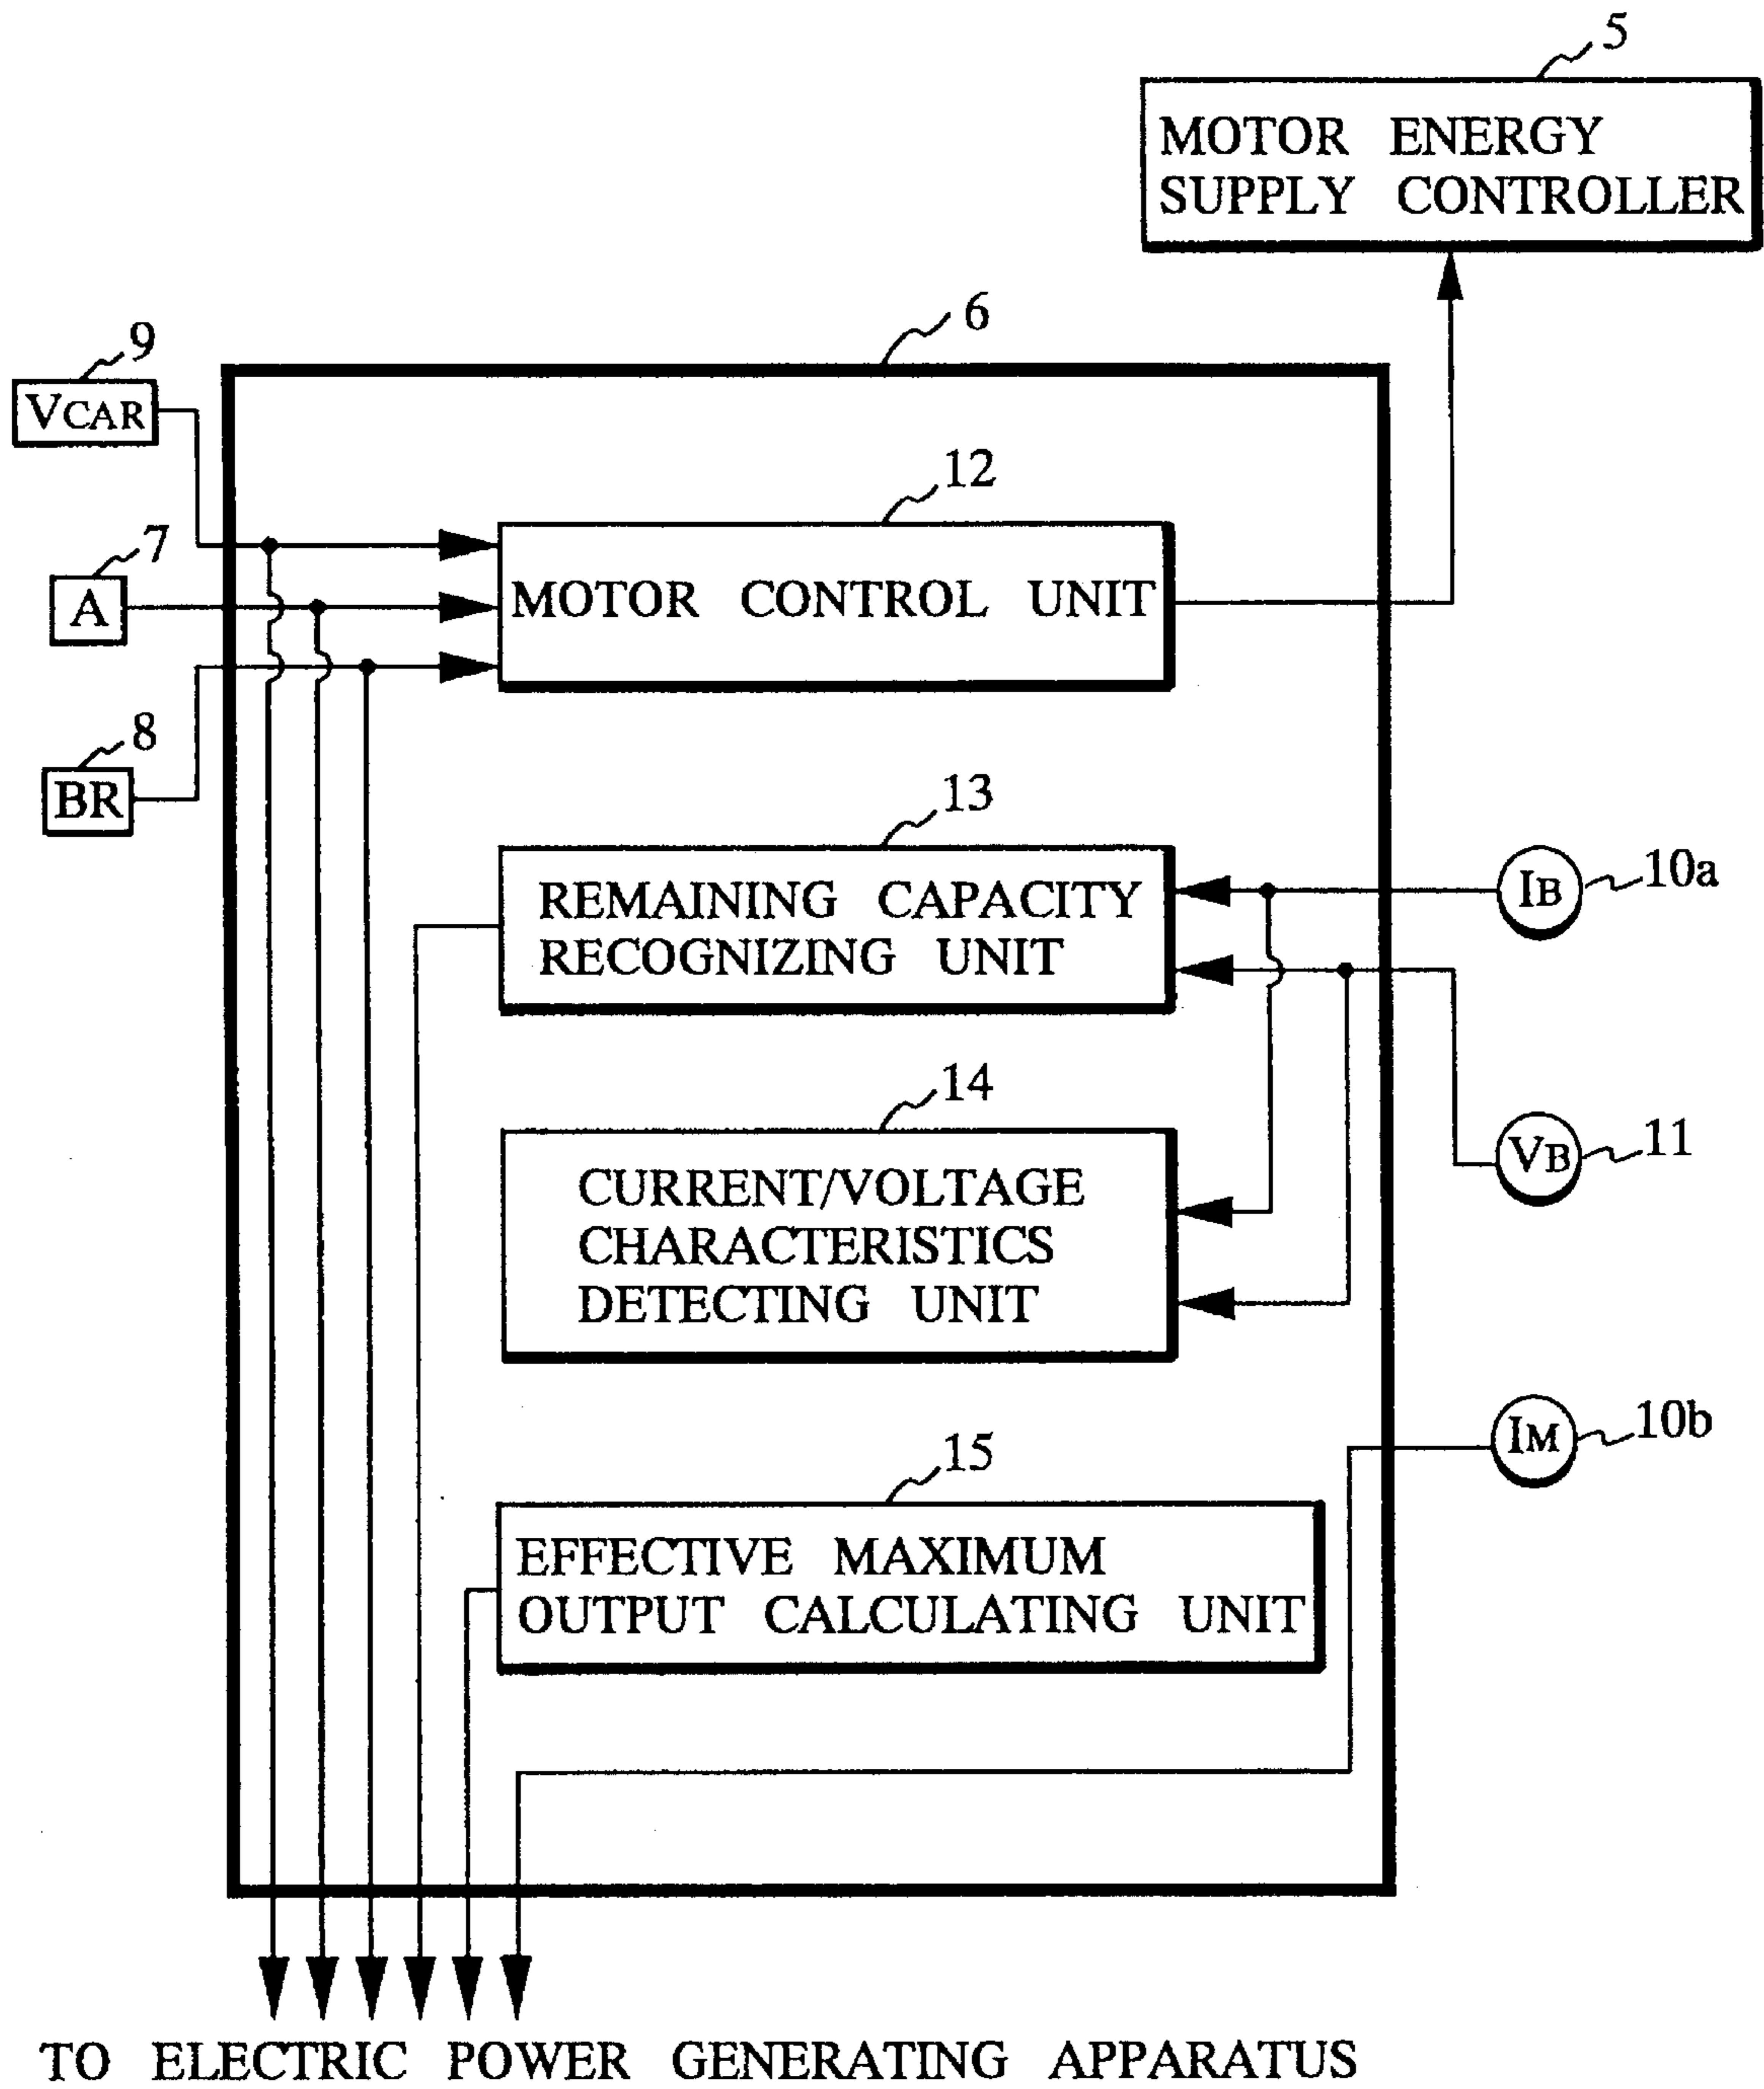 5
MOTOR ENERGY
SUPPLY CONTROLLER
6
9
VCAR
12
7
A
MOTOR CONTROL UNIT
8
BR
13
REMAINING CAPACITY
RECOGNIZING UNIT
IB
10a
14
CURRENT/VOLTAGE
CHARACTERISTICS
DETECTING UNIT
VB
11
IM
10b
15
EFFECTIVE MAXIMUM
OUTPUT CALCULATING UNIT
TO ELECTRIC POWER GENERATING APPARATUS